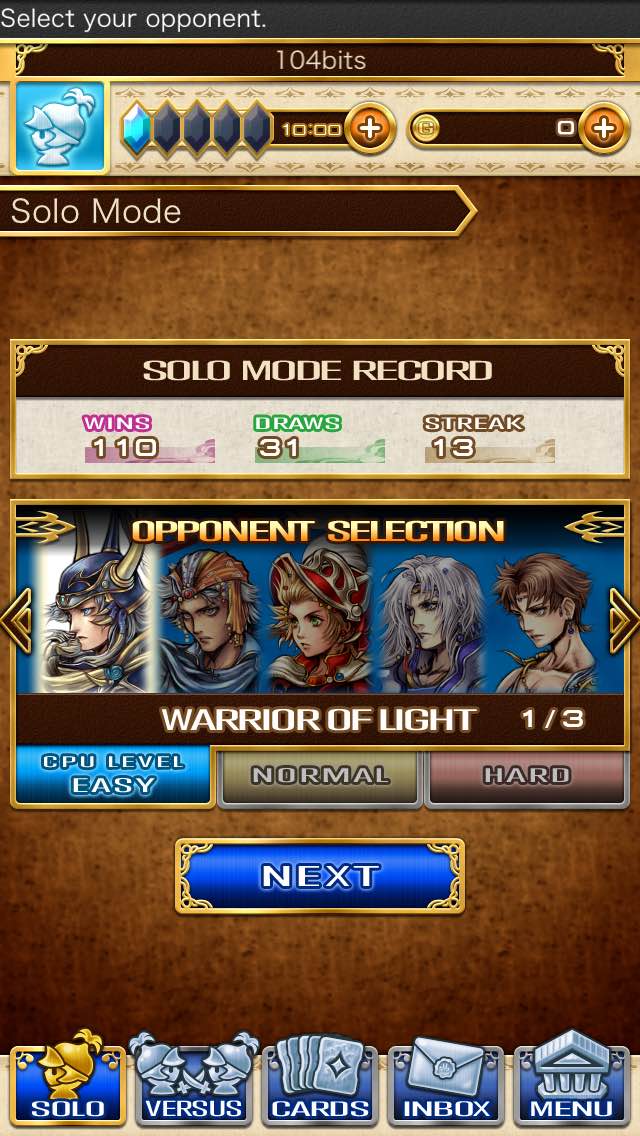 Select your opponent.
104bits
10:00
G 0
Solo Mode
SOLO MODE RECORD
WINS DRAWS STREAK
110 31 13
OPPONENT SELECTION
WARRIOR OF LIGHT 1/3
CPU LEVEL
EASY NORMAL HARD
NEXT
SOLO VERSUS CARDS INBOX MENU